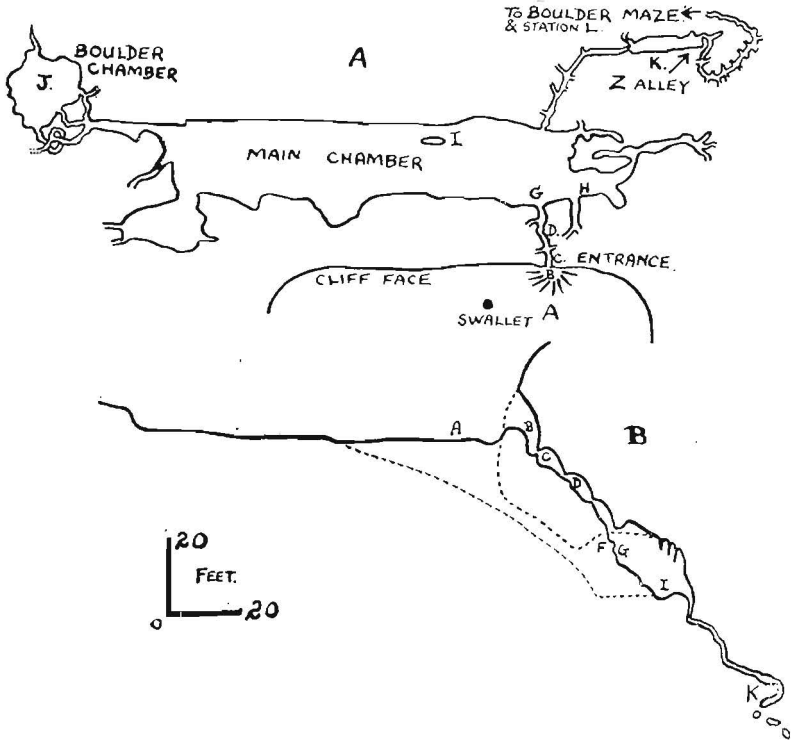 TO BOULDER MAZE
& STATION L.
BOULDER
CHAMBER
A
J.
K.
Z ALLEY
I
MAIN CHAMBER
G
H
D.
C. ENTRANCE.
B
CLIFF FACE
SWALLET
A
B
A
B
C
D
F
G
I
K
20
FEET.
0
20